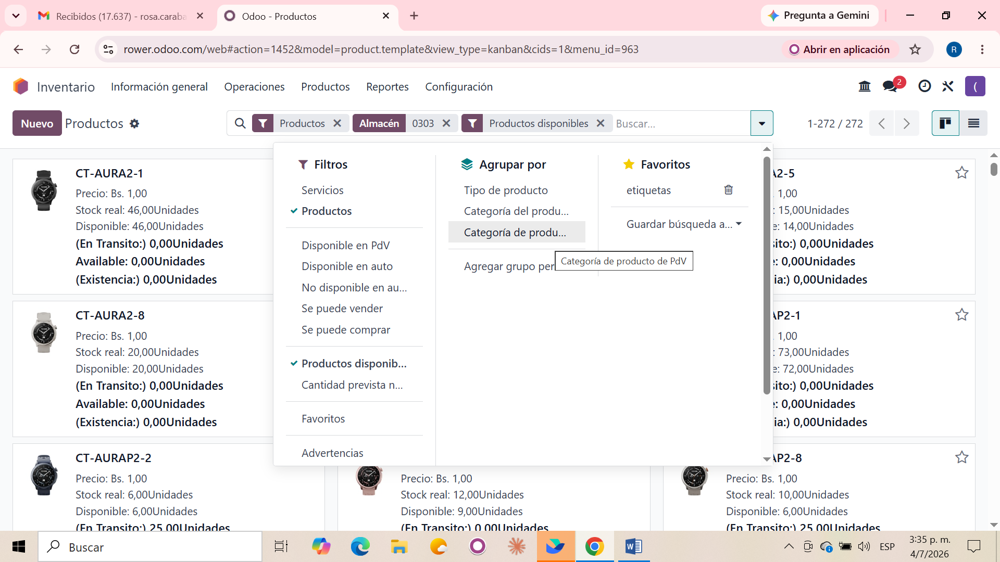 Recibidos (17.637) - rosa.caraba
Odoo - Productos
Pregunta a Gemini
rower.odoo.com/web#action=1452&model=product.template&view_type=kanban&cids=1&menu_id=963
Abrir en aplicación
R
Inventario
Información general
Operaciones
Productos
Reportes
Configuración
2
(
Nuevo
Productos
Productos
Almacén
0303
Productos disponibles
Buscar...
1-272 / 272
Filtros
Servicios
Productos
Disponible en PdV
Disponible en auto
No disponible en au...
Se puede vender
Se puede comprar
Productos disponib...
Cantidad prevista n...
Favoritos
Advertencias
Agrupar por
Tipo de producto
Categoría del produ...
Categoría de produ...
Agregar grupo per
Categoría de producto de PdV
Favoritos
etiquetas
Guardar búsqueda a...
CT-AURA2-1
Precio: Bs. 1,00
Stock real: 46,00Unidades
Disponible: 46,00Unidades
(En Transito:) 0,00Unidades
Available: 0,00Unidades
(Existencia:) 0,00Unidades
A2-5
. 1,00
: 15,00Unidades
e: 14,00Unidades
sito:) 0,00Unidades
e: 0,00Unidades
ia:) 0,00Unidades
CT-AURA2-8
Precio: Bs. 1,00
Stock real: 20,00Unidades
Disponible: 20,00Unidades
(En Transito:) 0,00Unidades
Available: 0,00Unidades
(Existencia:) 0,00Unidades
AP2-1
. 1,00
: 73,00Unidades
e: 72,00Unidades
sito:) 0,00Unidades
e: 0,00Unidades
ia:) 0,00Unidades
CT-AURAP2-2
Precio: Bs. 1,00
Stock real: 6,00Unidades
Disponible: 6,00Unidades
(En Transito:) 25,00Unidades
Precio: Bs. 1,00
Stock real: 12,00Unidades
Disponible: 9,00Unidades
(En Transito:) 0,00Unidades
AP2-8
Precio: Bs. 1,00
Stock real: 10,00Unidades
Disponible: 6,00Unidades
(En Transito:) 25,00Unidades
Buscar
ESP
3:35 p. m.
4/7/2026